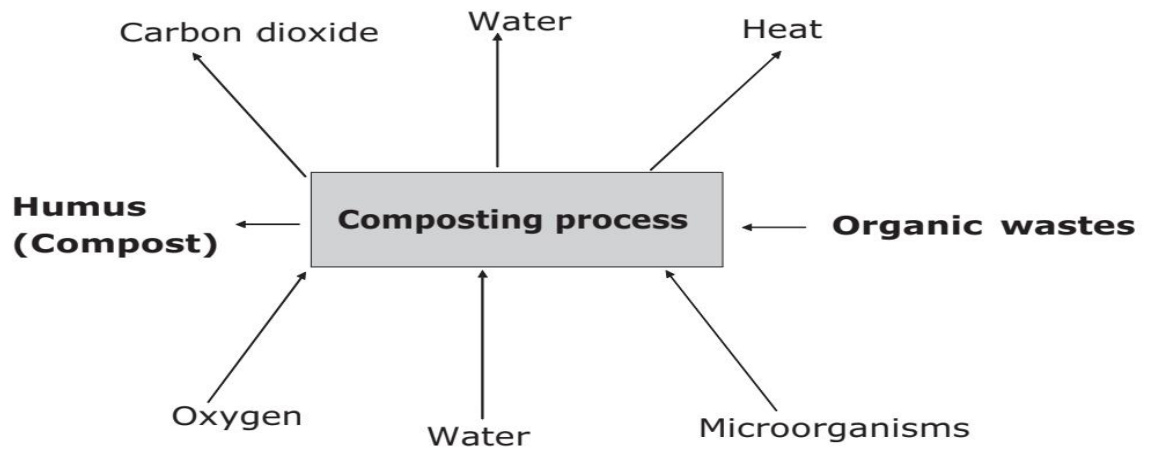 Carbon dioxide
Water
Heat
Humus
(Compost)
Composting process
Organic wastes
Oxygen
Water
Microorganisms